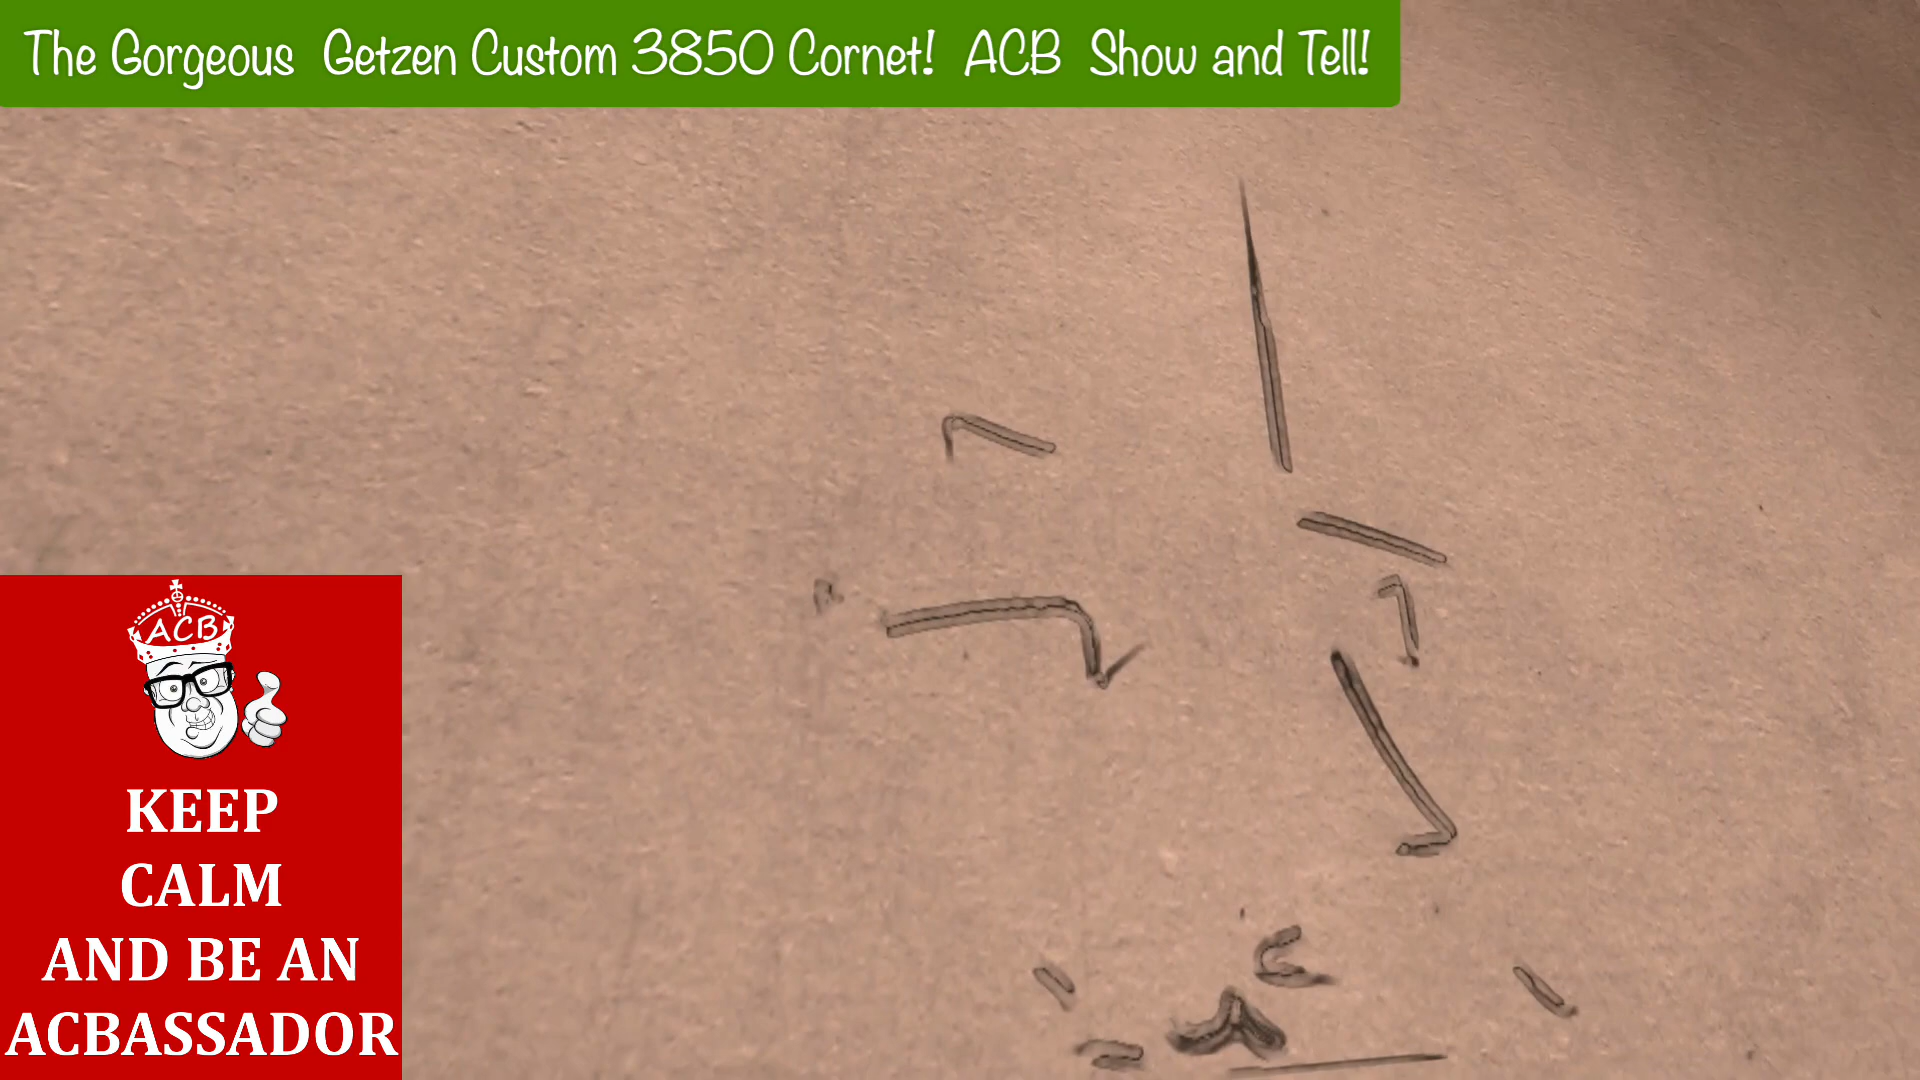 The Gorgeous Getzen Custom 3850 Cornet! ACB Show and Tell!
ACB
KEEP
CALM
AND BE AN
ACBASSADOR